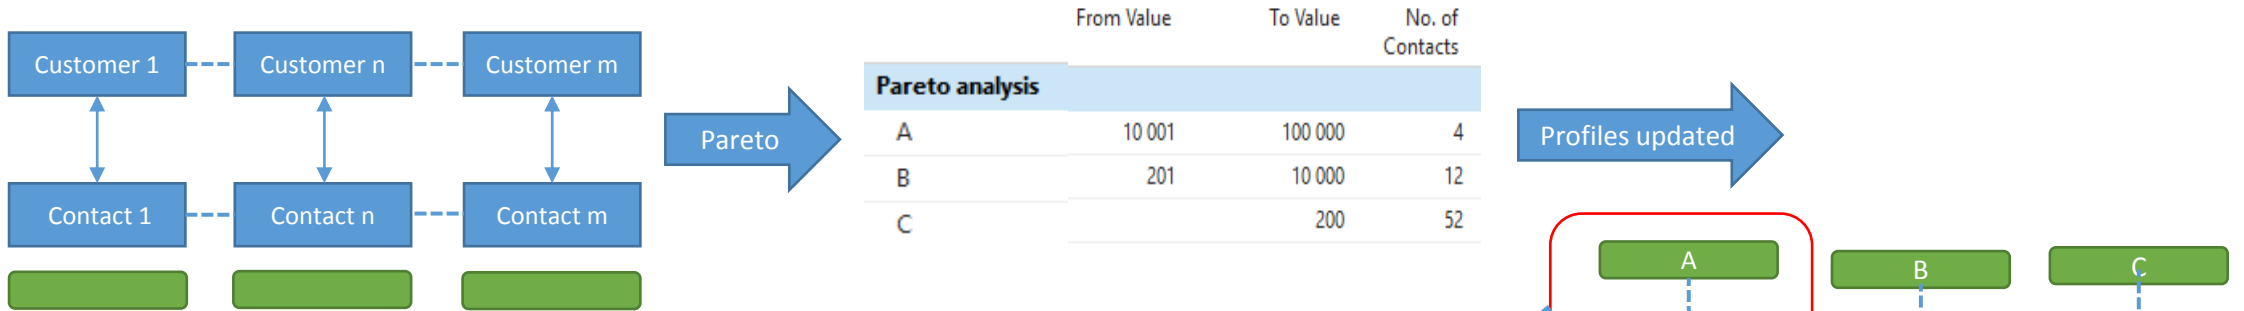 Customer 1
Customer n
Customer m
Contact 1
Contact n
Contact m
Pareto
From Value To Value No. of
Contacts
Pareto analysis
A 10 001 100 000 4
B 201 10 000 12
C 200 52
Profiles updated
A
B
C